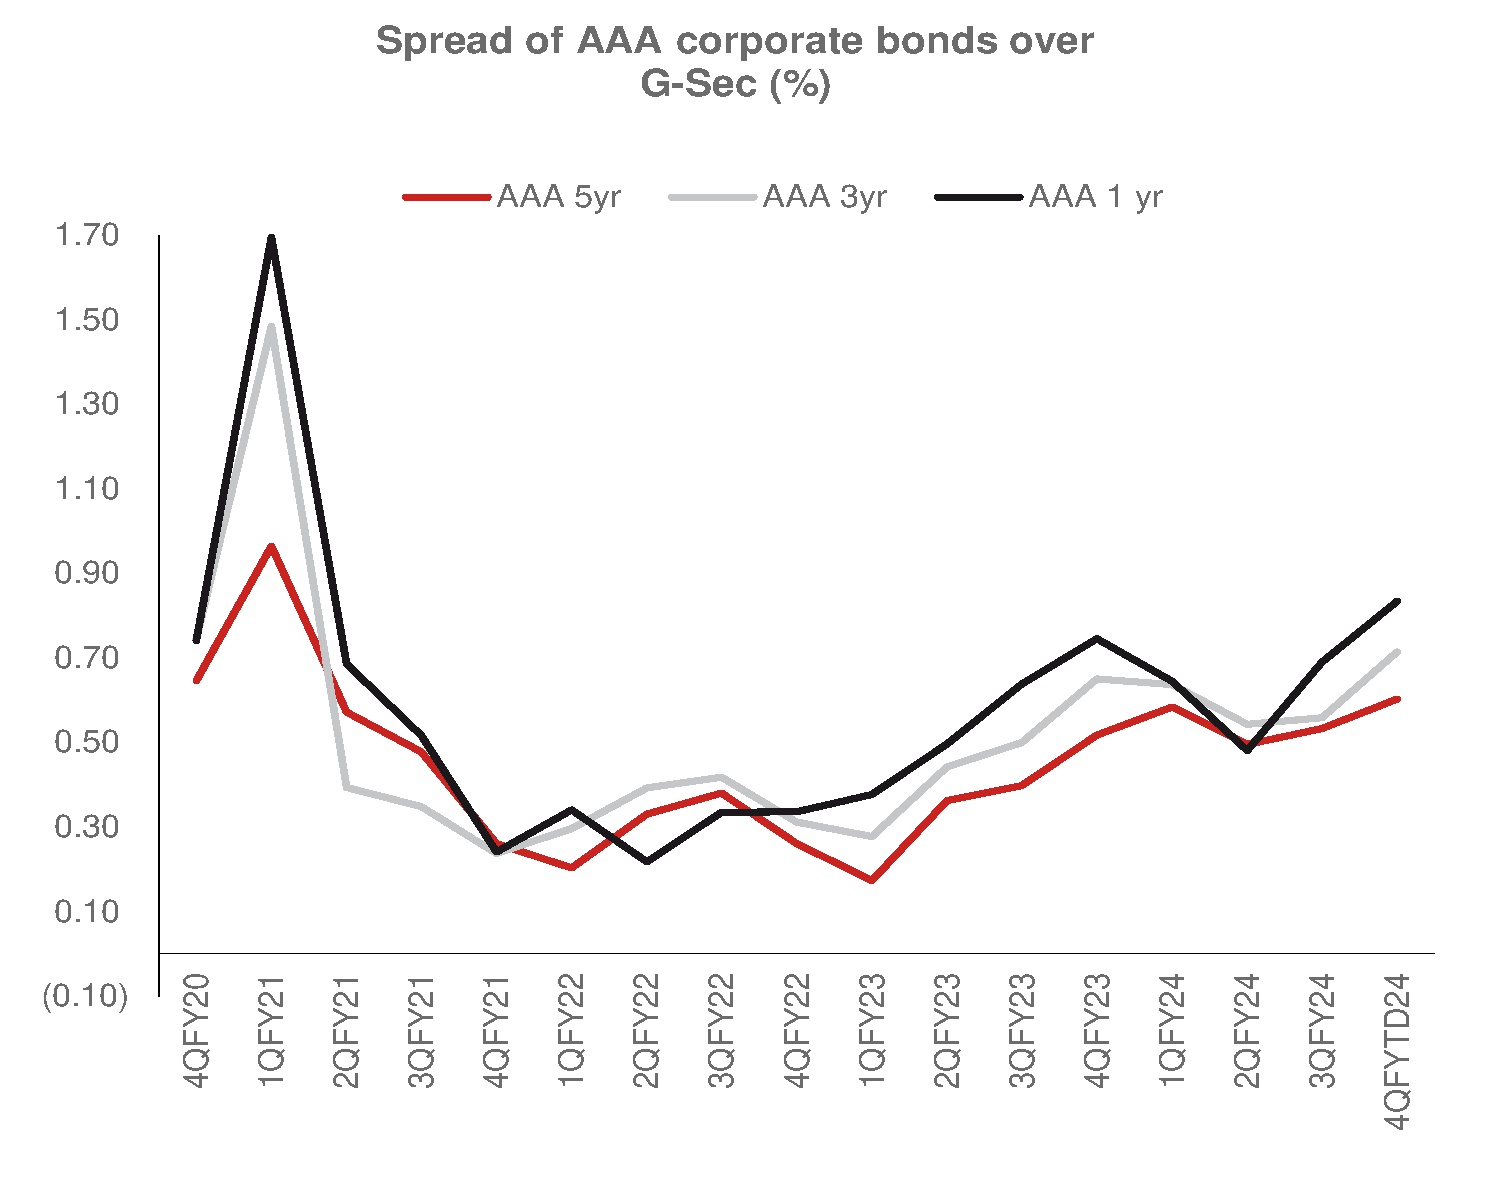 Spread of AAA corporate bonds over
G-Sec (%)
AAA 5yr AAA 3yr AAA 1 yr
1.70
1.50
1.30
1.10
0.90
0.70
0.50
0.30
0.10
(0.10)
4QFY20
1QFY21
2QFY21
3QFY21
4QFY21
1QFY22
2QFY22
3QFY22
4QFY22
1QFY23
2QFY23
3QFY23
4QFY23
1QFY24
2QFY24
3QFY24
4QFYTD24